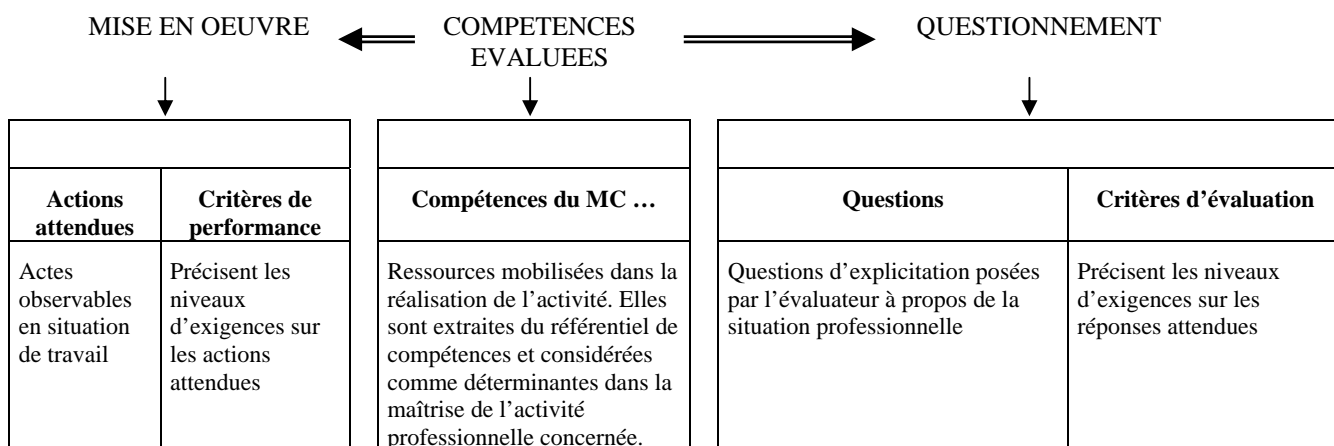 MISE EN OEUVRE
COMPETENCES
EVALUEES
QUESTIONNEMENT
Actions
attendues
Critères de
performance
Compétences du MC …
Questions
Critères d’évaluation
Actes
observables
en situation
de travail
Précisent les
niveaux
d’exigences sur
les actions
attendues
Ressources mobilisées dans la
réalisation de l’activité. Elles
sont extraites du référentiel de
compétences et considérées
comme déterminantes dans la
maîtrise de l’activité
professionnelle concernée.
Questions d’explicitation posées
par l’évaluateur à propos de la
situation professionnelle
Précisent les niveaux
d’exigences sur les
réponses attendues